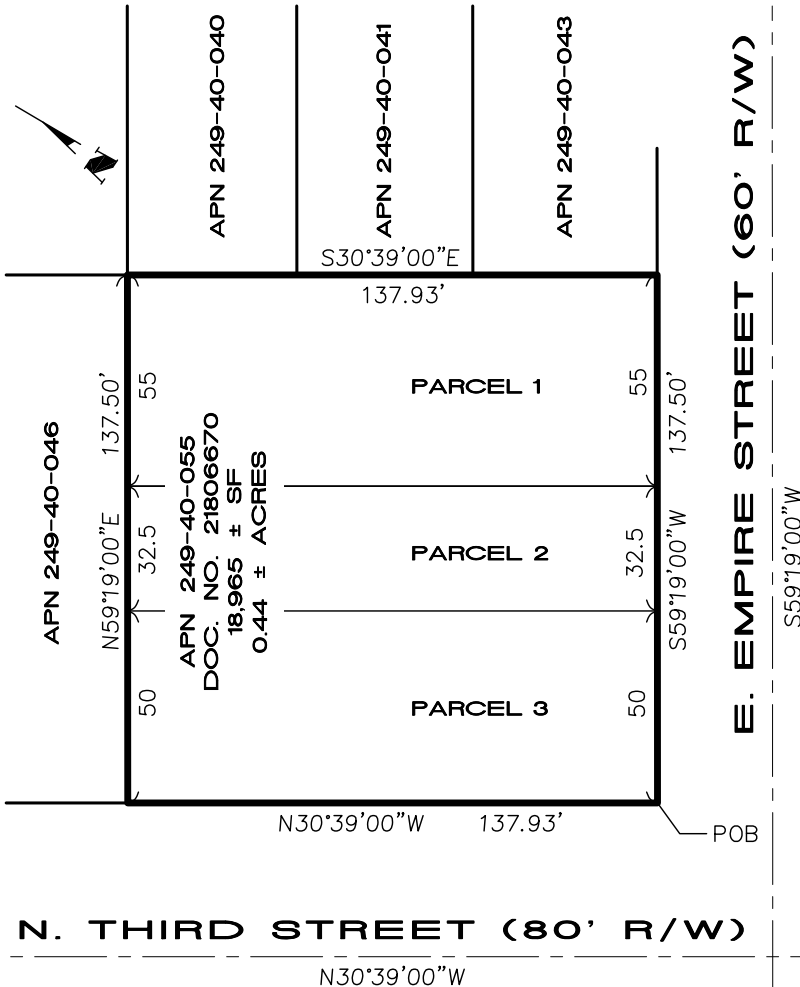 APN 249-40-040
APN 249-40-041
APN 249-40-043
N
S30°39'00"E
137.93'
E. EMPIRE STREET (60' R/W)
S59°19'00"W
APN 249-40-046
N59°19'00"E
137.50'
55
32.5
50
APN 249-40-055
DOC. NO. 21806670
18,965 ± SF
0.44 ± ACRES
PARCEL 1
PARCEL 2
PARCEL 3
55
32.5
50
S59°19'00"W
137.50'
N30°39'00"W 137.93'
POB
N. THIRD STREET (80' R/W)
N30°39'00"W